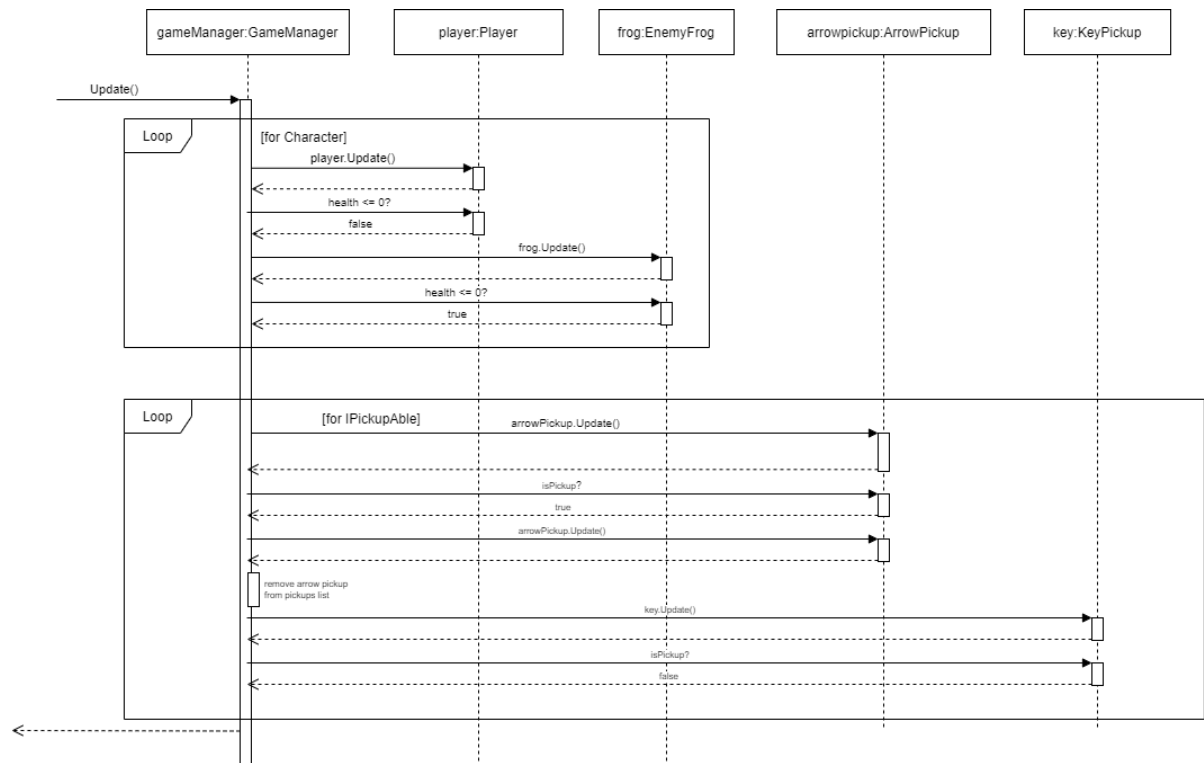 gameManager:GameManager
player:Player
frog:EnemyFrog
arrowpickup:ArrowPickup
key:KeyPickup
Update()
Loop
[for Character]
player.Update()
health <= 0?
false
frog.Update()
health <= 0?
true
Loop
[for IPickupAble]
arrowPickup.Update()
isPickup?
true
arrowPickup.Update()
remove arrow pickup
from pickups list
key.Update()
isPickup?
false